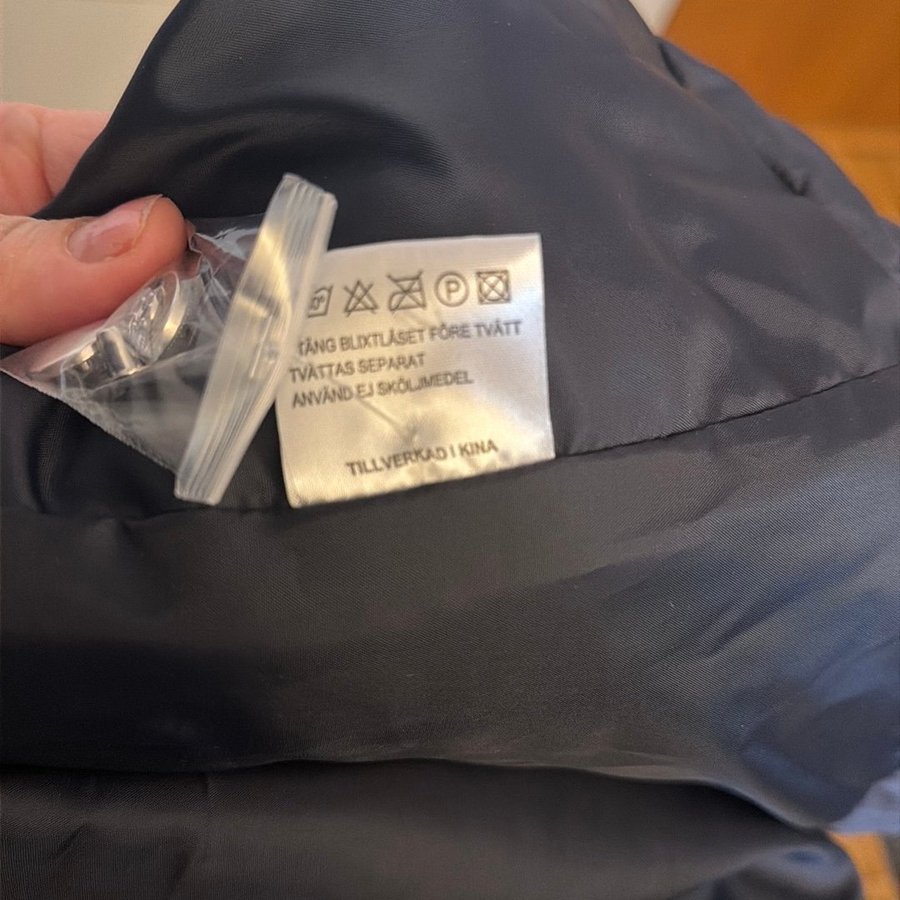 P
STÄNG BLIXTLÅSET FÖRE TVÄTT
TVÄTTAS SEPARAT
ANVÄND EJ SKÖLJMEDEL
TILLVERKAD I KINA